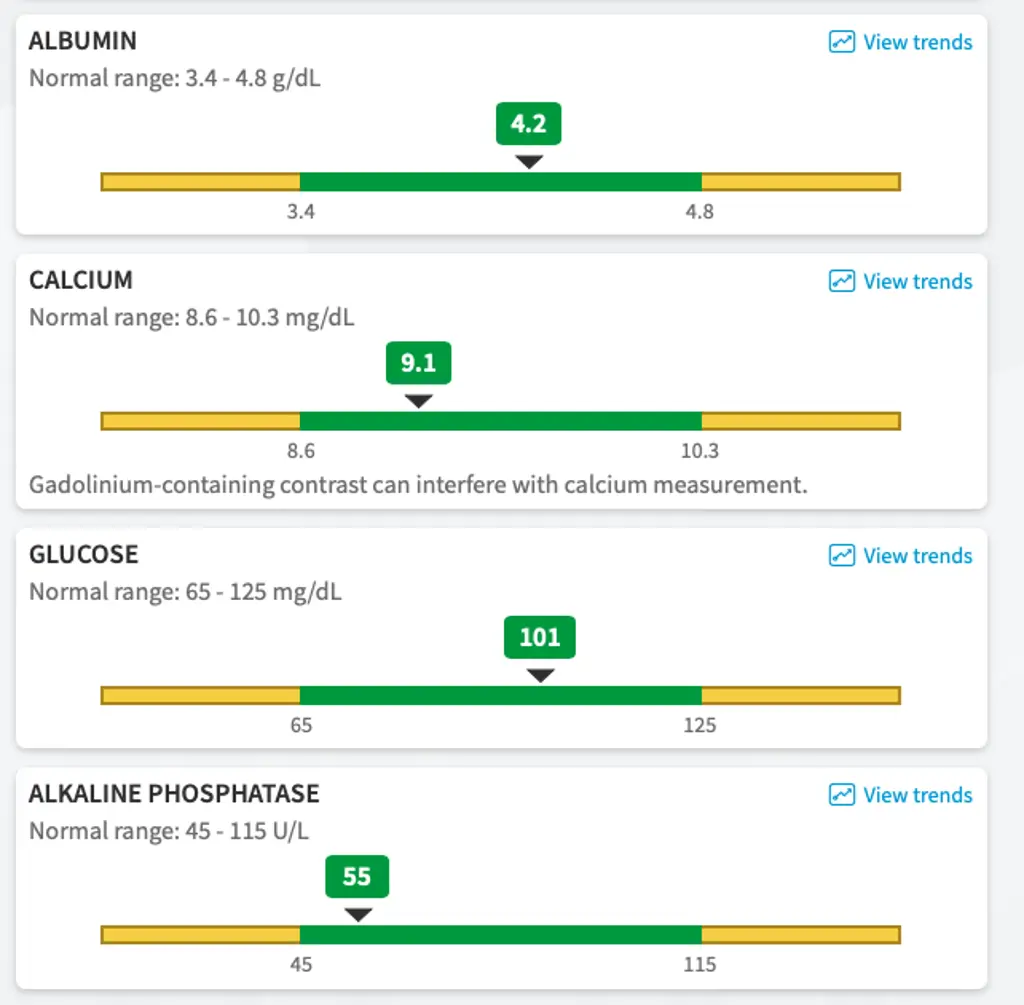 ALBUMIN
View trends
Normal range: 3.4 - 4.8 g/dL
4.2
3.4
4.8
CALCIUM
View trends
Normal range: 8.6 - 10.3 mg/dL
9.1
8.6
10.3
Gadolinium-containing contrast can interfere with calcium measurement.
GLUCOSE
View trends
Normal range: 65 - 125 mg/dL
101
65
125
ALKALINE PHOSPHATASE
View trends
Normal range: 45 - 115 U/L
55
45
115